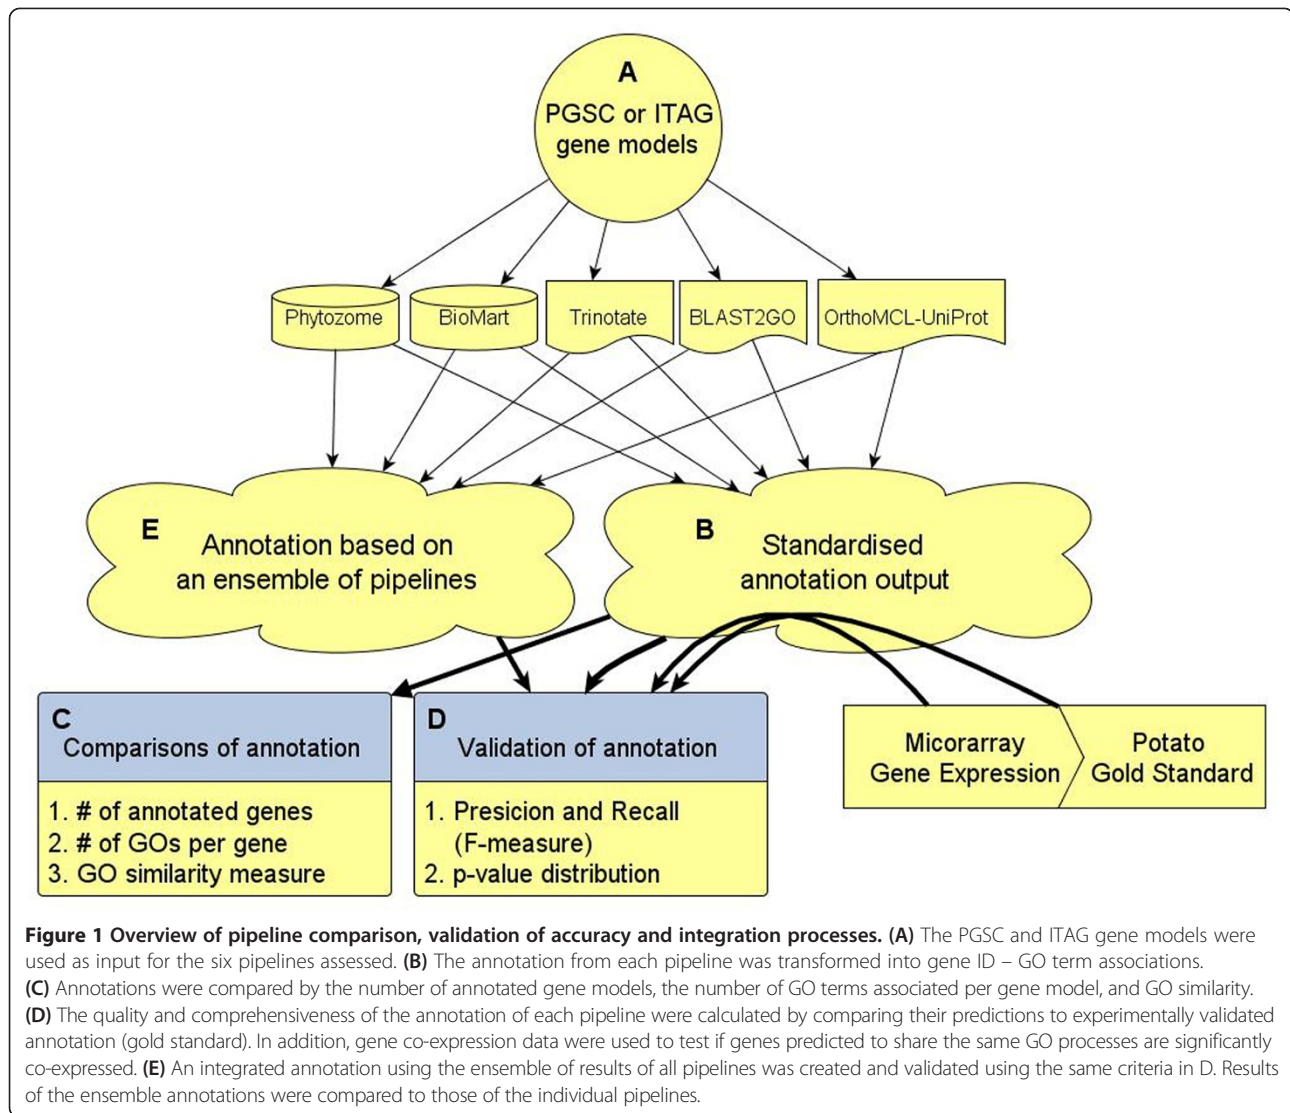 A
PGSC or ITAG
gene models
Phytozome
BioMart
Trinotate
BLAST2GO
OrthoMCL-UniProt
E
Annotation based on
an ensemble of pipelines
B
Standardised
annotation output
C
Comparisons of annotation
1. # of annotated genes
2. # of GOs per gene
3. GO similarity measure
D
Validation of annotation
1. Presicion and Recall
(F-measure)
2. p-value distribution
Micorarray
Gene Expression
Potato
Gold Standard
Figure 1 Overview of pipeline comparison, validation of accuracy and integration processes. (A) The PGSC and ITAG gene models were
used as input for the six pipelines assessed. (B) The annotation from each pipeline was transformed into gene ID – GO term associations.
(C) Annotations were compared by the number of annotated gene models, the number of GO terms associated per gene model, and GO similarity.
(D) The quality and comprehensiveness of the annotation of each pipeline were calculated by comparing their predictions to experimentally validated
annotation (gold standard). In addition, gene co-expression data were used to test if genes predicted to share the same GO processes are significantly
co-expressed. (E) An integrated annotation using the ensemble of results of all pipelines was created and validated using the same criteria in D. Results
of the ensemble annotations were compared to those of the individual pipelines.